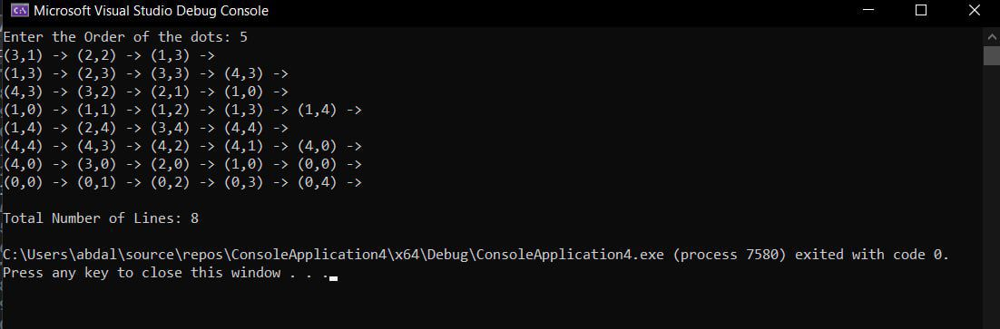 Microsoft Visual Studio Debug Console
Enter the Order of the dots: 5
(3,1) -> (2,2) -> (1,3) ->
(1,3) -> (2,3) -> (3,3) -> (4,3) ->
(4,3) -> (3,2) -> (2,1) -> (1,0) ->
(1,0) -> (1,1) -> (1,2) -> (1,3) -> (1,4) ->
(1,4) -> (2,4) -> (3,4) -> (4,4) ->
(4,4) -> (4,3) -> (4,2) -> (4,1) -> (4,0) ->
(4,0) -> (3,0) -> (2,0) -> (1,0) -> (0,0) ->
(0,0) -> (0,1) -> (0,2) -> (0,3) -> (0,4) ->
Total Number of Lines: 8
C:\Users\abdal\source\repos\ConsoleApplication4\x64\Debug\ConsoleApplication4.exe (process 7580) exited with code 0.
Press any key to close this window . . .